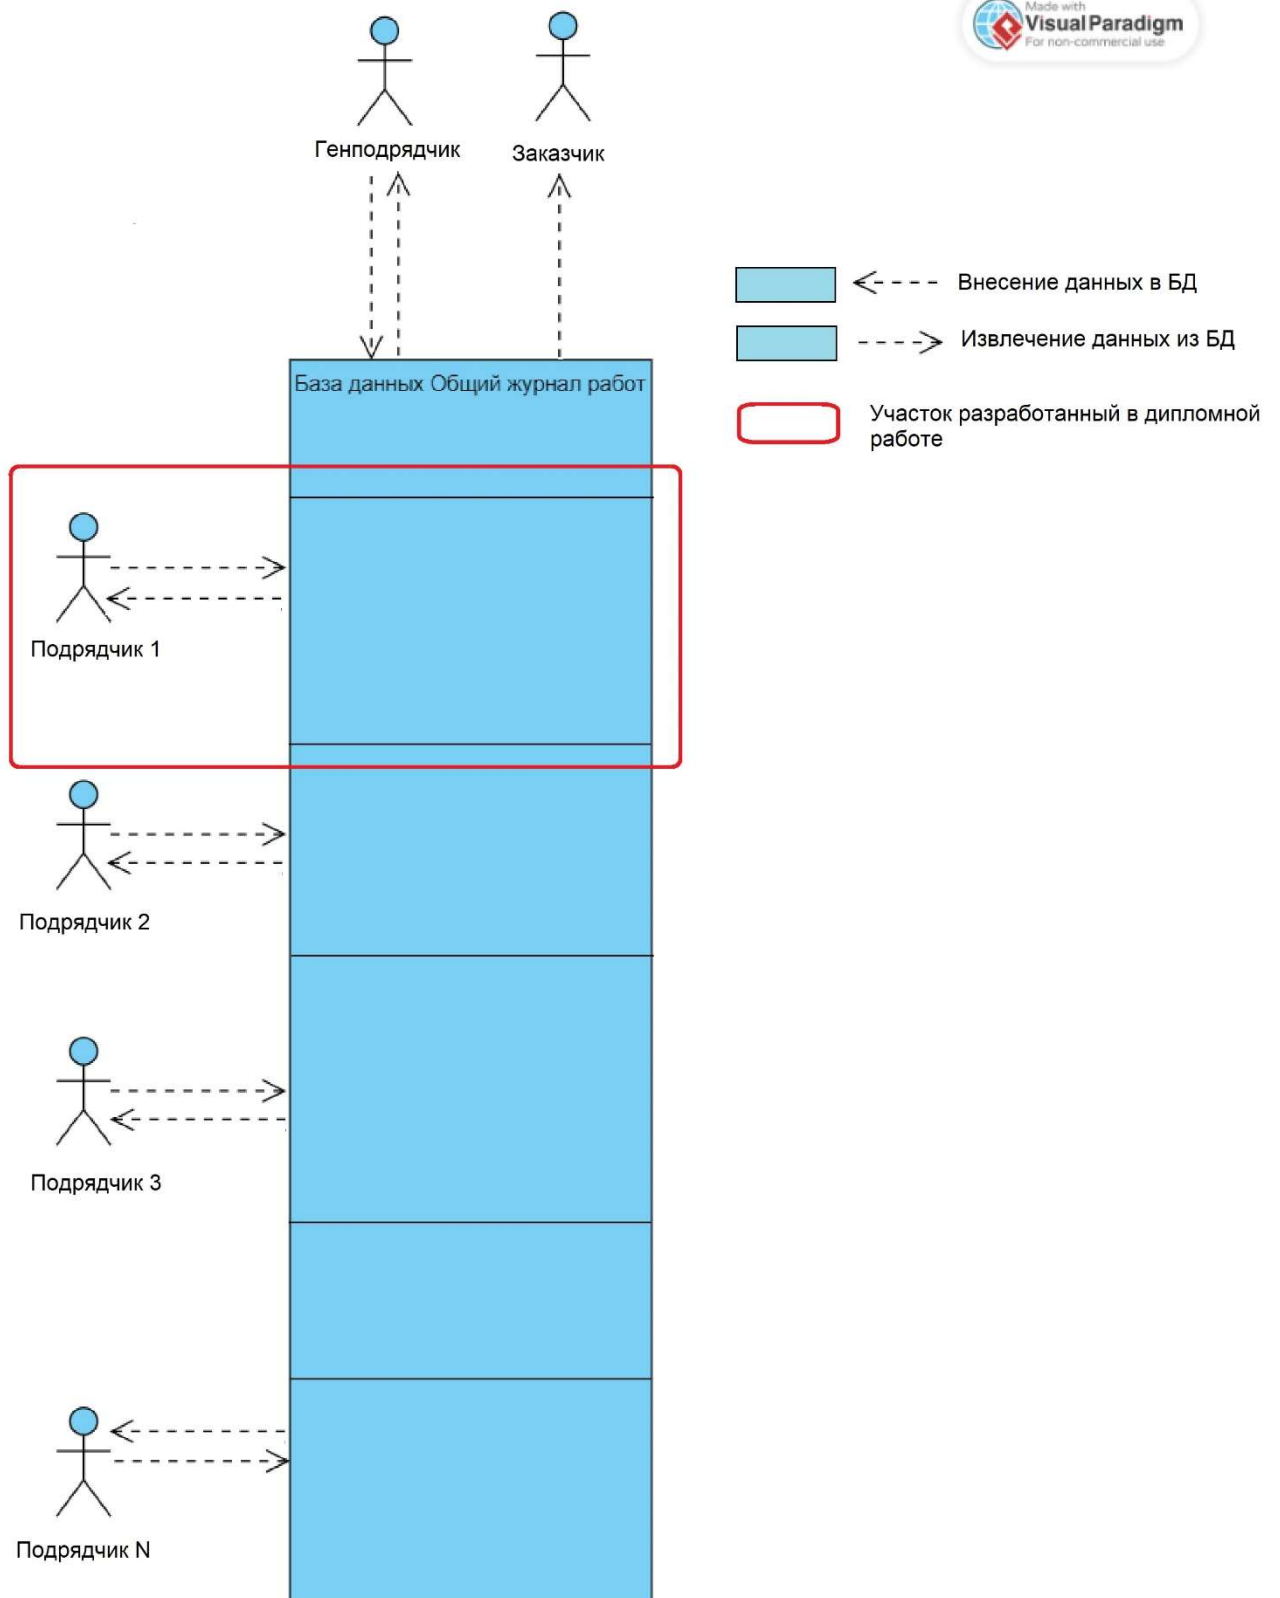 Made with
Visual Paradigm
For non-commercial use
Генподрядчик
Заказчик
Внесение данных в БД
Извлечение данных из БД
Участок разработанный в дипломной
работе
База данных Общий журнал работ
Подрядчик 1
Подрядчик 2
Подрядчик 3
Подрядчик N